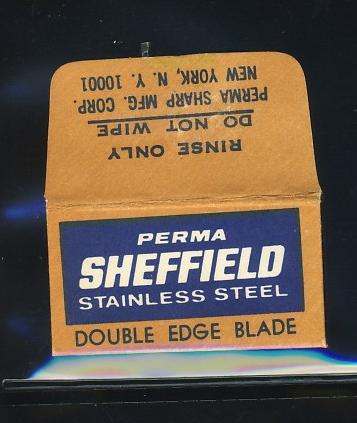 RINSE ONLY
DO NOT WIPE
PERMA SHARP MFG. CORP.
NEW YORK, N. Y. 10001
PERMA
SHEFFIELD
STAINLESS STEEL
DOUBLE EDGE BLADE